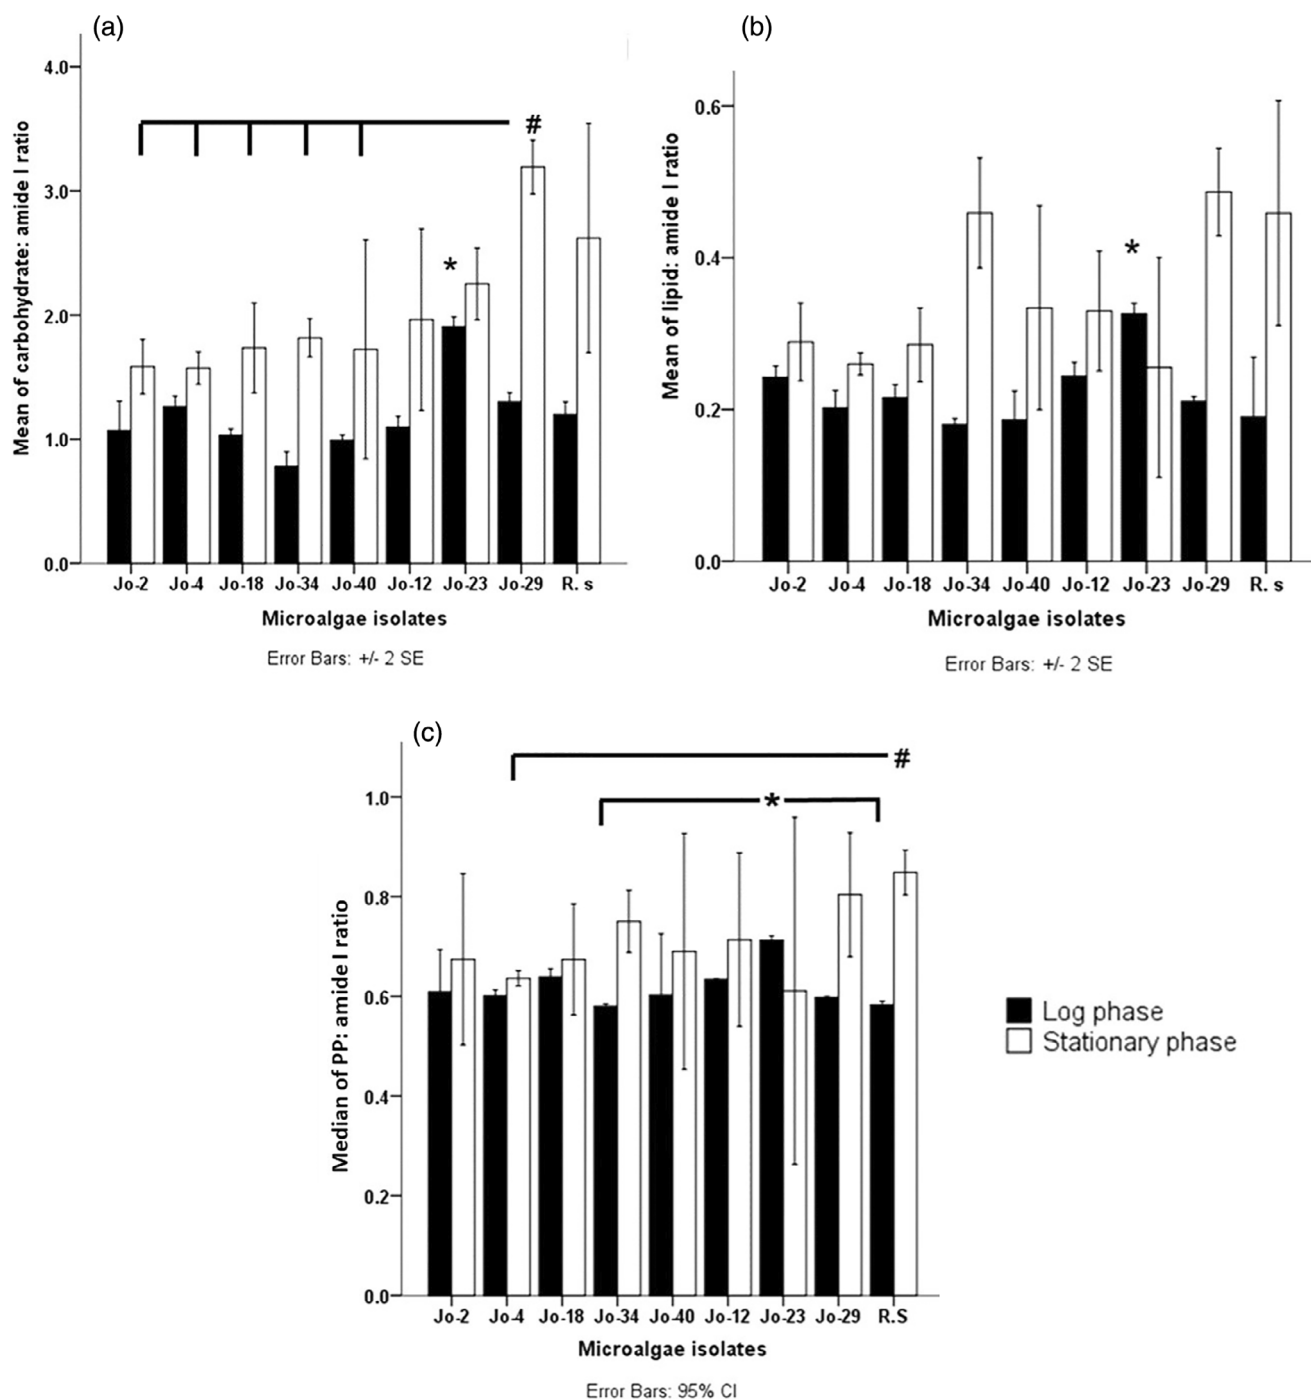 (a)
Mean of carbohydrate: amide I ratio
4.0
3.0
2.0
1.0
0.0
#
*
Jo-2 Jo-4 Jo-18 Jo-34 Jo-40 Jo-12 Jo-23 Jo-29 R. s
Microalgae isolates
Error Bars: +/- 2 SE
(b)
Mean of lipid: amide I ratio
0.6
0.4
0.2
0.0
*
Jo-2 Jo-4 Jo-18 Jo-34 Jo-40 Jo-12 Jo-23 Jo-29 R. s
Microalgae isolates
Error Bars: +/- 2 SE
(c)
Median of PP: amide I ratio
1.0
0.8
0.6
0.4
0.2
0.0
#
*
Jo-2 Jo-4 Jo-18 Jo-34 Jo-40 Jo-12 Jo-23 Jo-29 R.S
Microalgae isolates
Error Bars: 95% CI
Log phase
Stationary phase